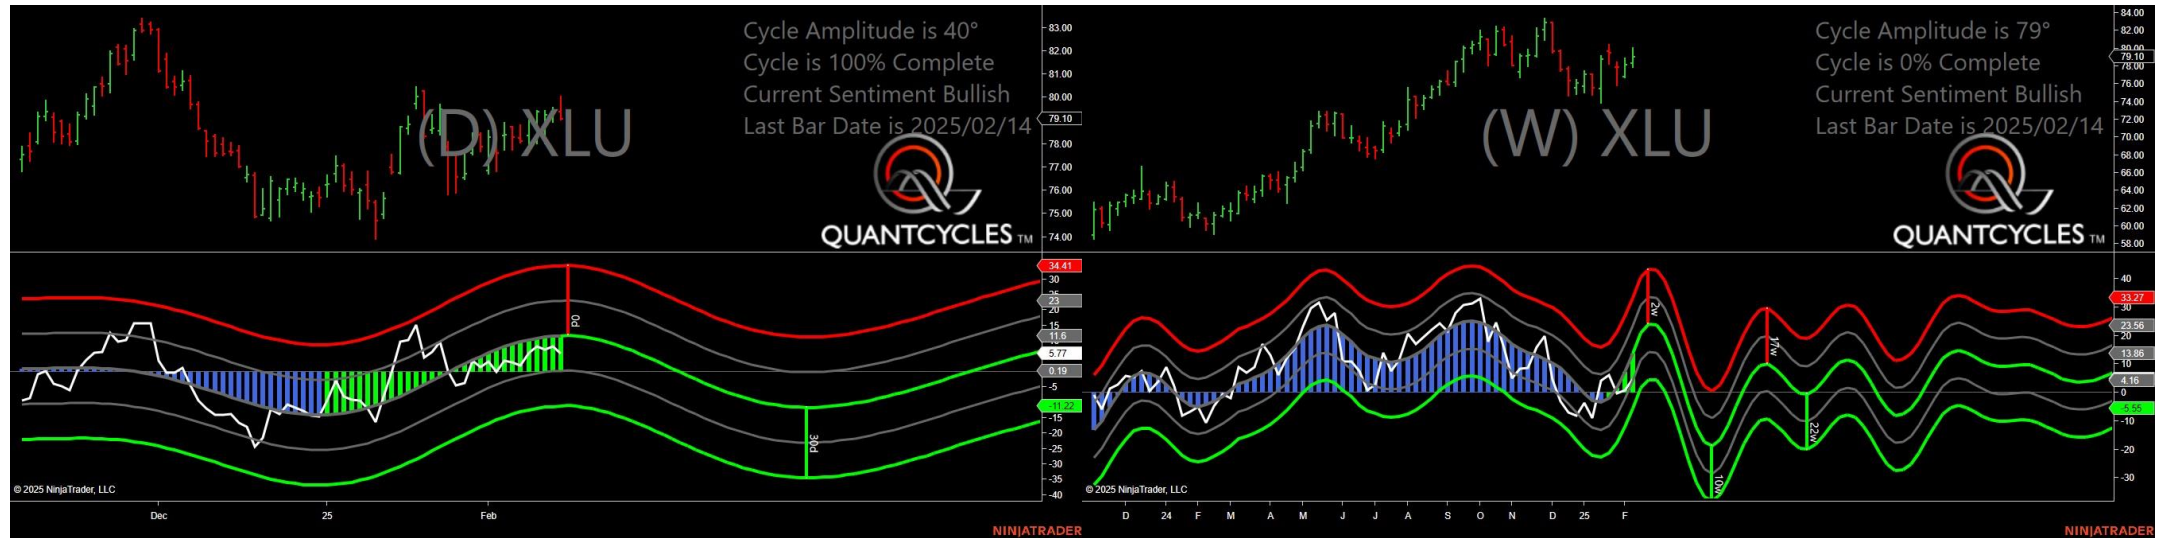 Cycle Amplitude is 40°
Cycle is 100% Complete
Current Sentiment Bullish
Last Bar Date is 2025/02/14
(D) XLU
QUANTCYCLES TM
83.00
82.00
81.00
80.00
79.10
78.00
77.00
76.00
75.00
74.00
34.41
30
25
23
20
15
11.6
5.77
0.19
-5
-11.22
-15
-20
-25
-30
-35
-40
0d
30d
© 2025 NinjaTrader, LLC
Dec 25 Feb
NINJATRADER
Cycle Amplitude is 79°
Cycle is 0% Complete
Current Sentiment Bullish
Last Bar Date is 2025/02/14
(W) XLU
QUANTCYCLES TM
84.00
82.00
80.00
79.10
78.00
76.00
74.00
72.00
70.00
68.00
66.00
64.00
62.00
60.00
58.00
40
33.27
30
23.56
20
13.86
4.16
0
-5.55
-10
-20
-30
2w
17w
22w
10w
© 2025 NinjaTrader, LLC
D 24 F M A M J J A S O N D 25 F
NINJATRADER